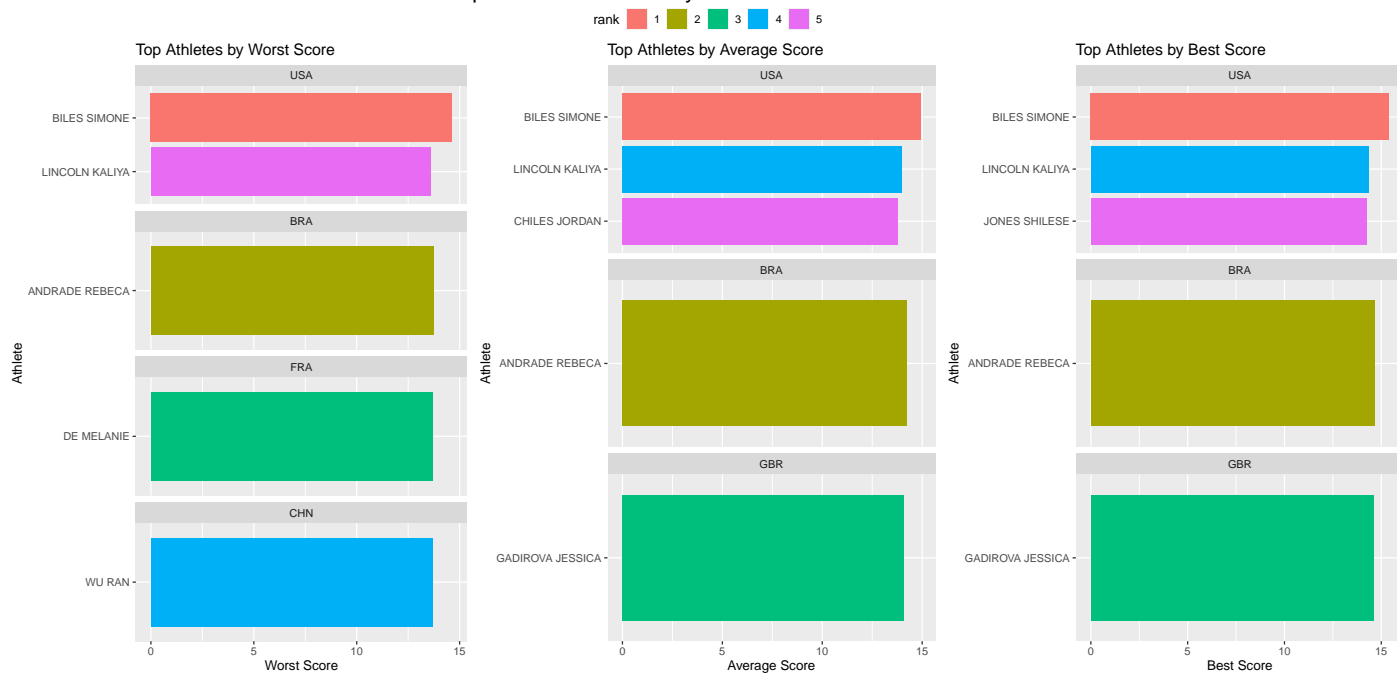 rank 1 2 3 4 5
Top Athletes by Worst Score
USA
BILES SIMONE
LINCOLN KALIYA
BRA
ANDRADE REBECA
FRA
DE MELANIE
CHN
WU RAN
0 5 10 15
Worst Score
Athlete
Top Athletes by Average Score
USA
BILES SIMONE
LINCOLN KALIYA
CHILES JORDAN
BRA
ANDRADE REBECA
GBR
GADIROVA JESSICA
0 5 10 15
Average Score
Athlete
Top Athletes by Best Score
USA
BILES SIMONE
LINCOLN KALIYA
JONES SHILESE
BRA
ANDRADE REBECA
GBR
GADIROVA JESSICA
0 5 10 15
Best Score
Athlete